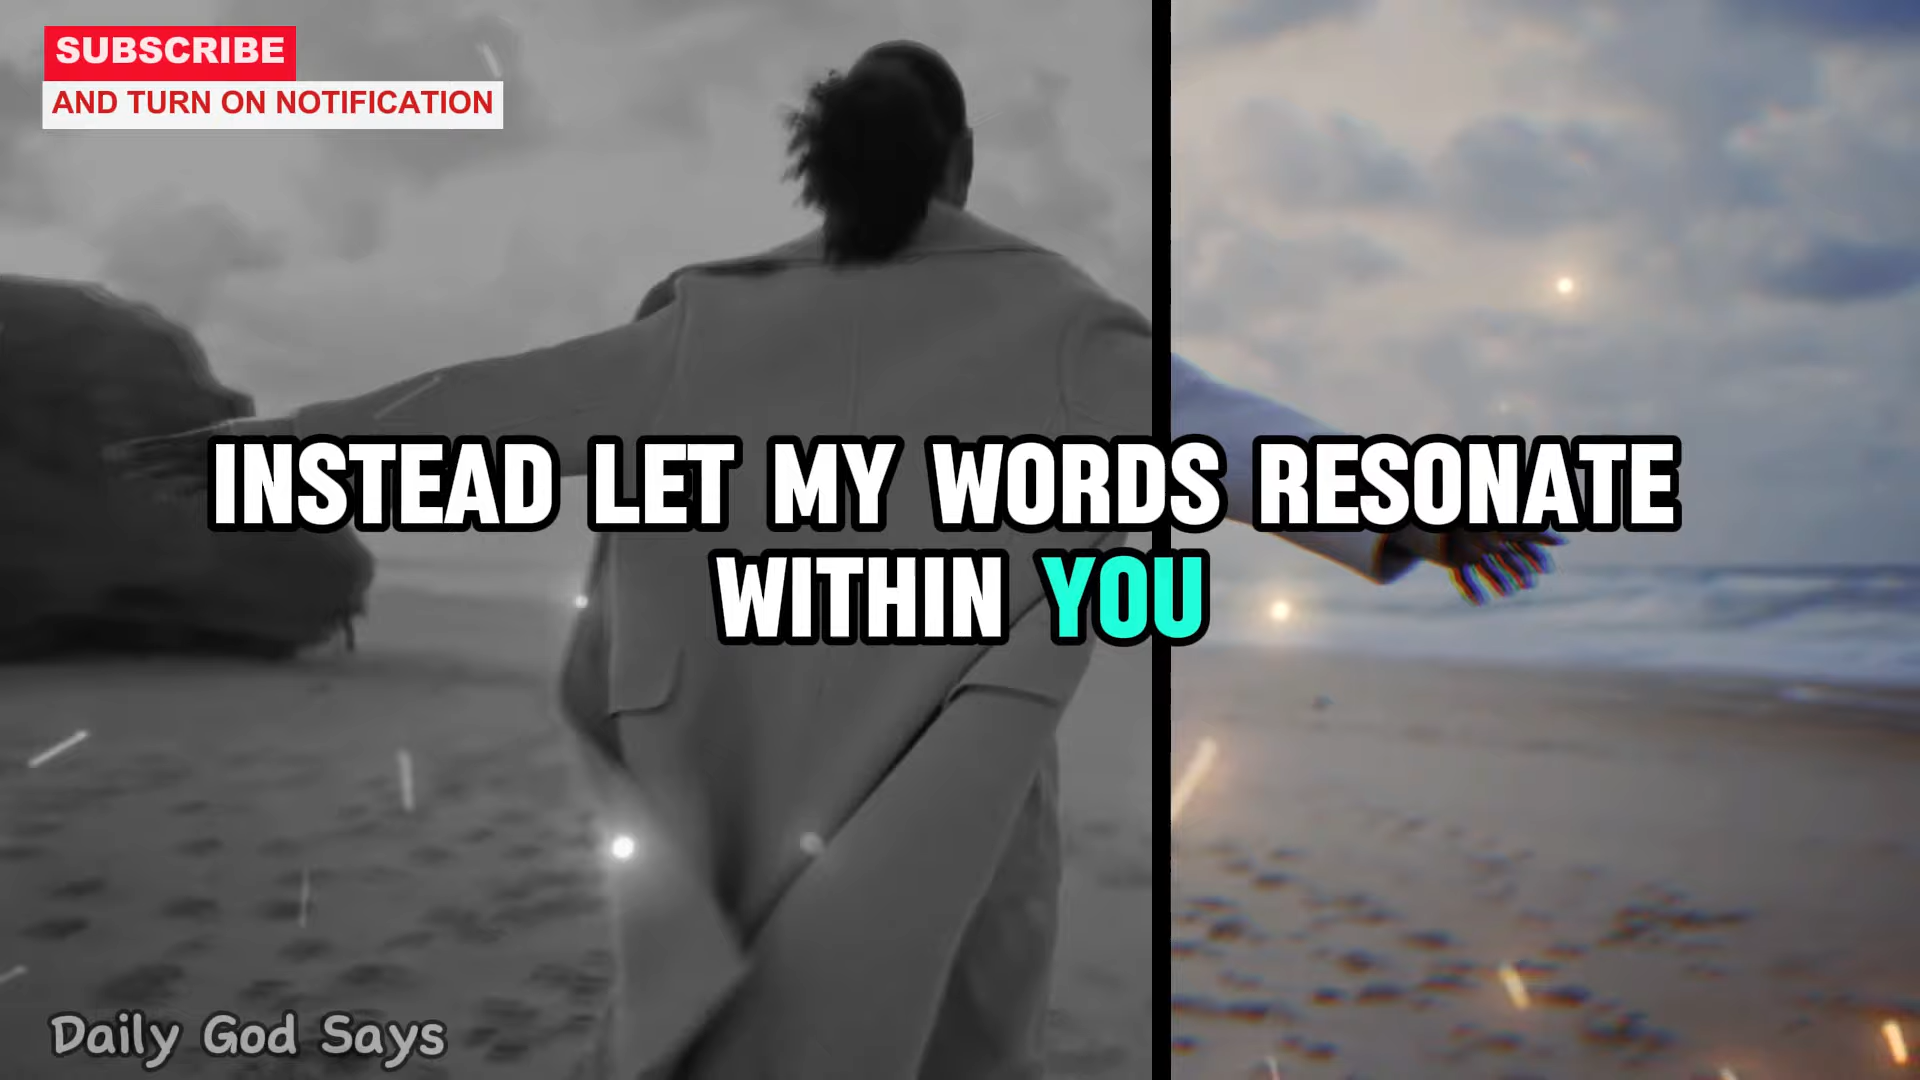 SUBSCRIBE
AND TURN ON NOTIFICATION
INSTEAD LET MY WORDS RESONATE
WITHIN YOU
Daily God Says